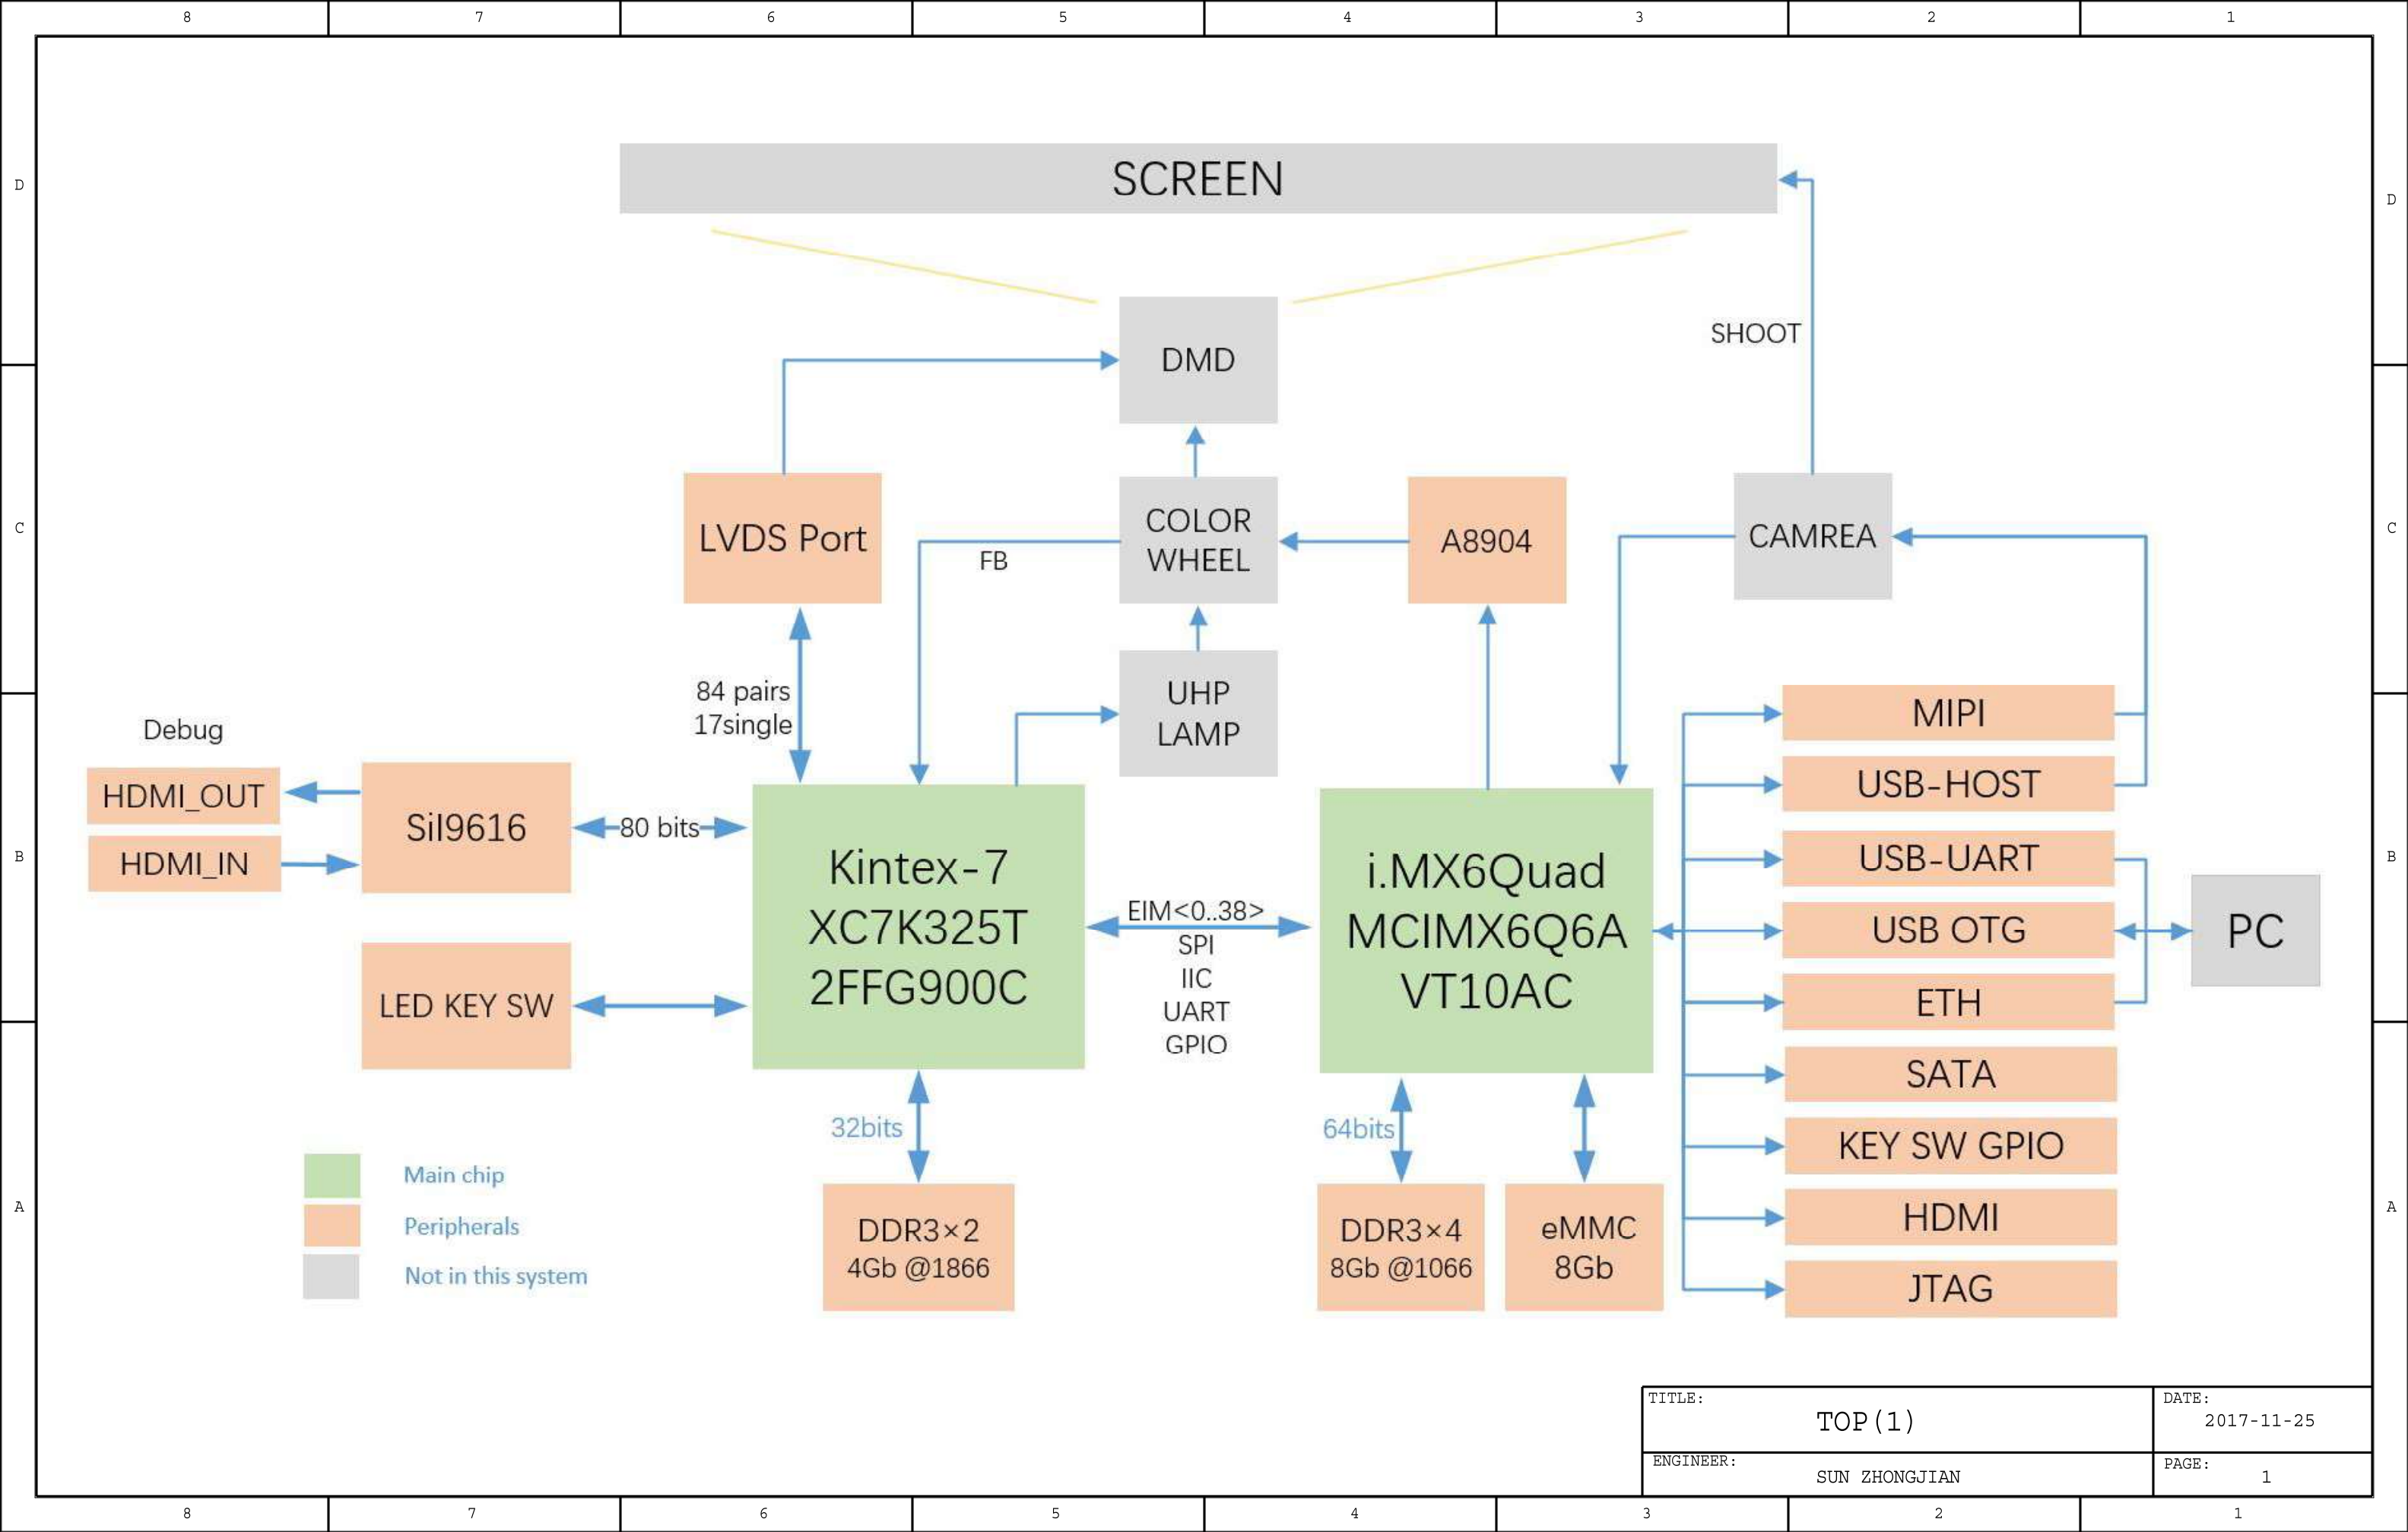 8 7 6 5 4 3 2 1
D
D
SCREEN
SHOOT
DMD
C
C
LVDS Port
COLOR
WHEEL
A8904
CAMREA
FB
84 pairs
17single
UHP
LAMP
Debug
HDMI_OUT
HDMI_IN
SiI9616
80 bits
LED KEY SW
Kintex-7
XC7K325T
2FFG900C
EIM<0..38>
SPI
IIC
UART
GPIO
i.MX6Quad
MCIMX6Q6A
VT10AC
MIPI
USB-HOST
USB-UART
USB OTG
ETH
SATA
KEY SW GPIO
HDMI
JTAG
PC
B
B
32bits
64bits
DDR3×2
4Gb @1866
DDR3×4
8Gb @1066
eMMC
8Gb
Main chip
Peripherals
Not in this system
A
A
TITLE:
TOP(1)
DATE:
2017-11-25
ENGINEER:
SUN ZHONGJIAN
PAGE:
1
8 7 6 5 4 3 2 1